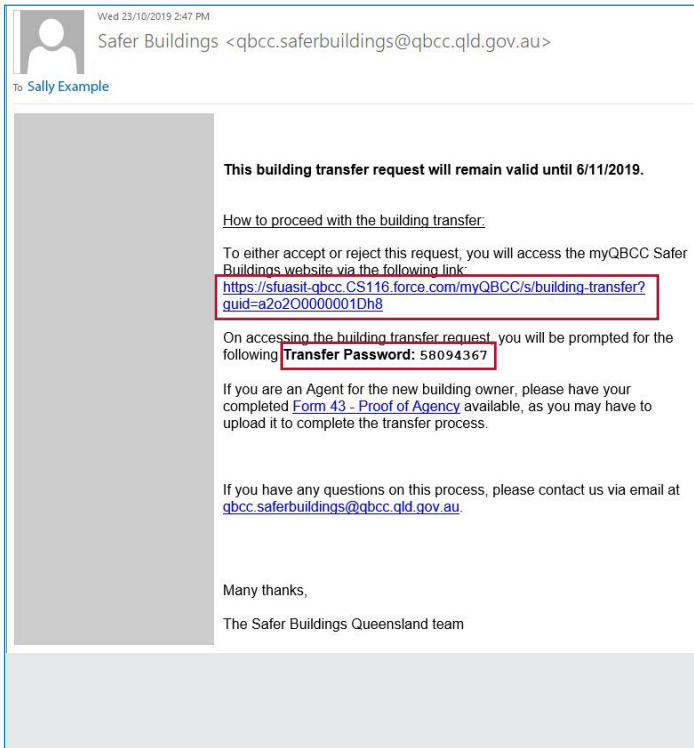 Wed 23/10/2019 2:47 PM
Safer Buildings <qbcc.saferbuildings@qbcc.qld.gov.au>
To Sally Example
This building transfer request will remain valid until 6/11/2019.
How to proceed with the building transfer:
To either accept or reject this request, you will access the myQBCC Safer
Buildings website via the following link:
https://sfuasit-qbcc.CS116.force.com/myQBCC/s/building-transfer?
guid=a2o2O0000001Dh8
On accessing the building transfer request, you will be prompted for the
following Transfer Password: 58094367
If you are an Agent for the new building owner, please have your
completed Form 43 - Proof of Agency available, as you may have to
upload it to complete the transfer process.
If you have any questions on this process, please contact us via email at
qbcc.saferbuildings@qbcc.qld.gov.au.
Many thanks,
The Safer Buildings Queensland team